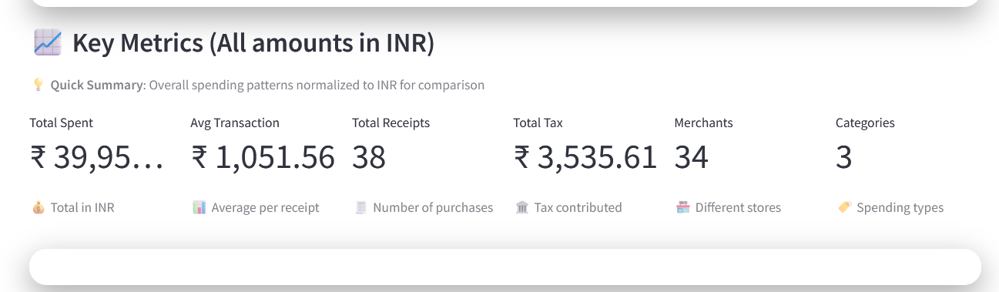 Key Metrics (All amounts in INR)
Quick Summary: Overall spending patterns normalized to INR for comparison
Total Spent Avg Transaction Total Receipts Total Tax Merchants Categories
₹ 39,95… ₹ 1,051.56 38 ₹ 3,535.61 34 3
Total in INR Average per receipt Number of purchases Tax contributed Different stores Spending types